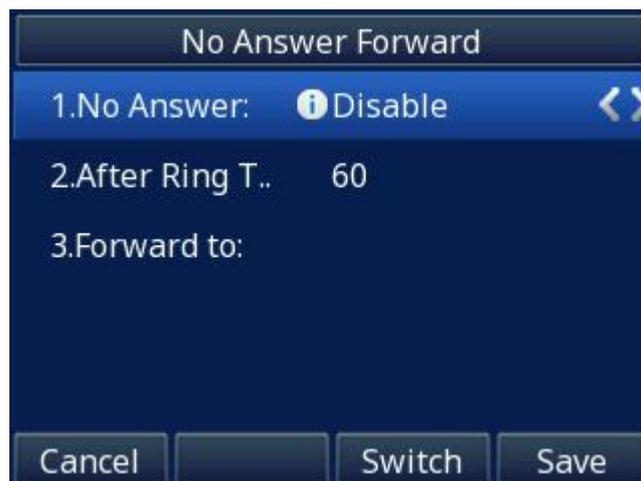 No Answer Forward
1.No Answer: Disable
2.After Ring T.. 60
3.Forward to:
Cancel Switch Save